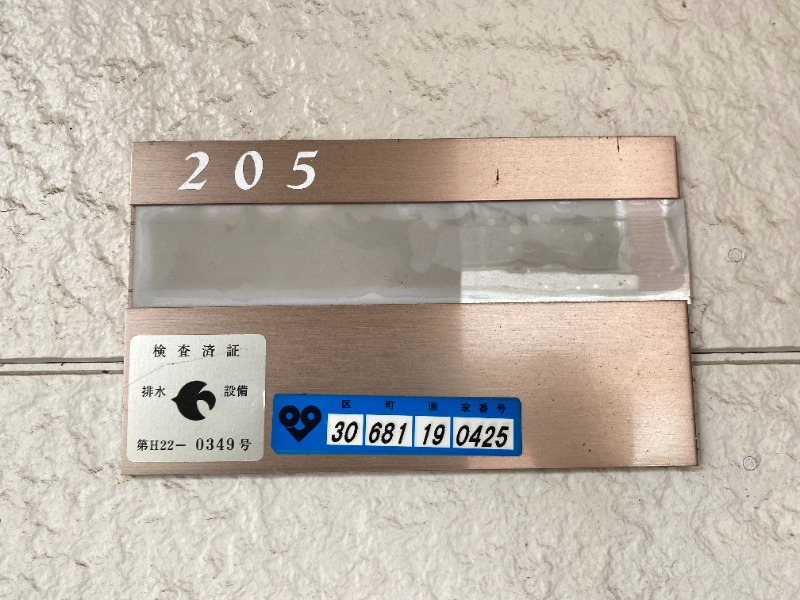 205
検査済証
排水 設備
第H22－0349号
区 町 画 家番号
30 681 19 0425